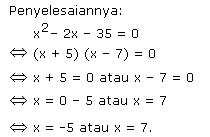 Penyelesaiannya:
x²- 2x - 35 = 0
⇔ (x + 5) (x - 7) = 0
⇔ x + 5 = 0 atau x - 7 = 0
⇔ x = 0 - 5 atau x = 7
⇔ x = -5 atau x = 7.